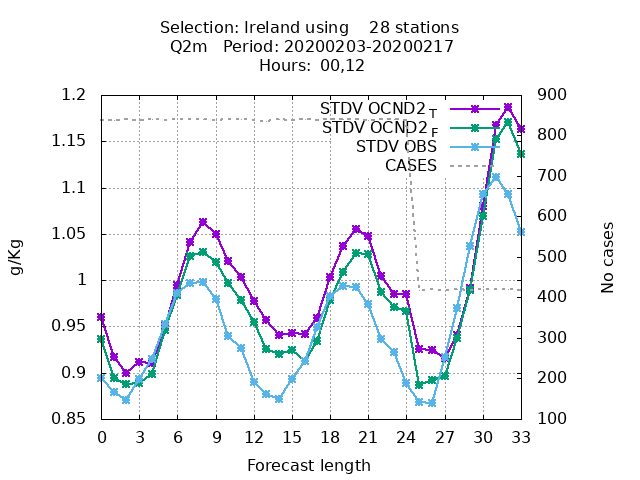 Selection: Ireland using    28 stations
Q2m   Period: 20200203-20200217
Hours:  00,12
1.2
1.15
1.1
1.05
1
0.95
0.9
0.85
g/Kg
STDV OCND2 T
STDV OCND2 F
STDV OBS
CASES
900
800
700
600
500
400
300
200
100
No cases
0 3 6 9 12 15 18 21 24 27 30 33
Forecast length